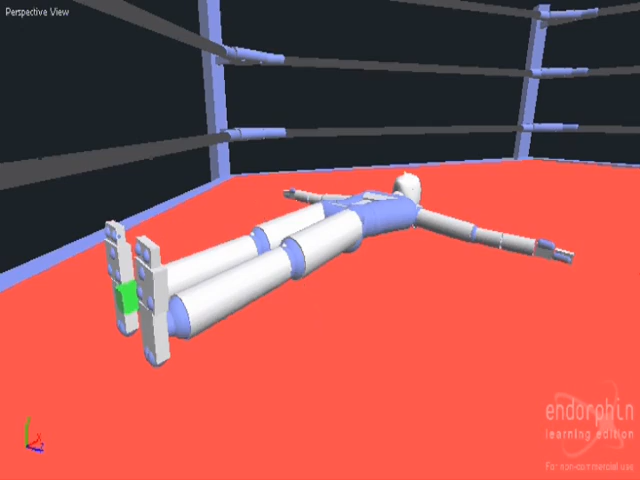 Perspective View
endorphin
learning edition
For non-commercial use